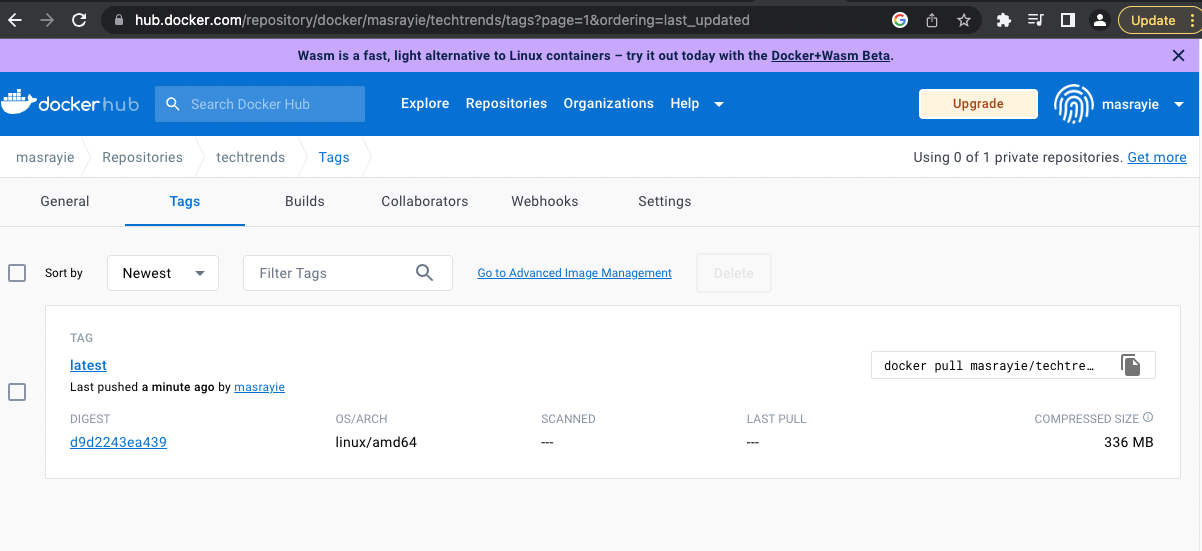 hub.docker.com/repository/docker/masrayie/techtrends/tags?page=1&ordering=last_updated
Update
Wasm is a fast, light alternative to Linux containers – try it out today with the Docker+Wasm Beta.
dockerhub
Search Docker Hub
Explore
Repositories
Organizations
Help
Upgrade
masrayie
masrayie
Repositories
techtrends
Tags
Using 0 of 1 private repositories. Get more
General
Tags
Builds
Collaborators
Webhooks
Settings
Sort by
Newest
Filter Tags
Go to Advanced Image Management
Delete
TAG
latest
docker pull masrayie/techtre…
Last pushed a minute ago by masrayie
DIGEST
OS/ARCH
SCANNED
LAST PULL
COMPRESSED SIZE
d9d2243ea439
linux/amd64
---
---
336 MB